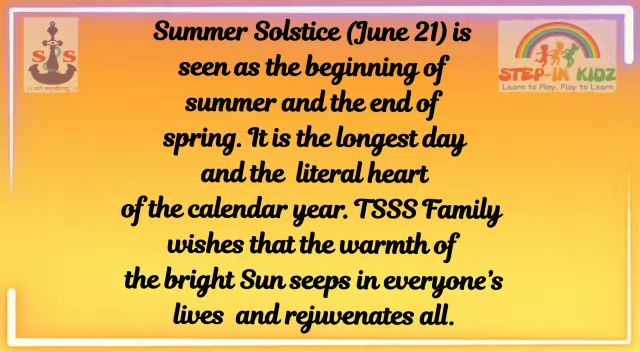 Summer Solstice (June 21) is
seen as the beginning of
summer and the end of
spring. It is the longest day
and the literal heart
of the calendar year. TSSS Family
wishes that the warmth of
the bright Sun seeps in everyone's
lives and rejuvenates all.
STEP-IN KIDZ
Learn to Play, Play to Learn